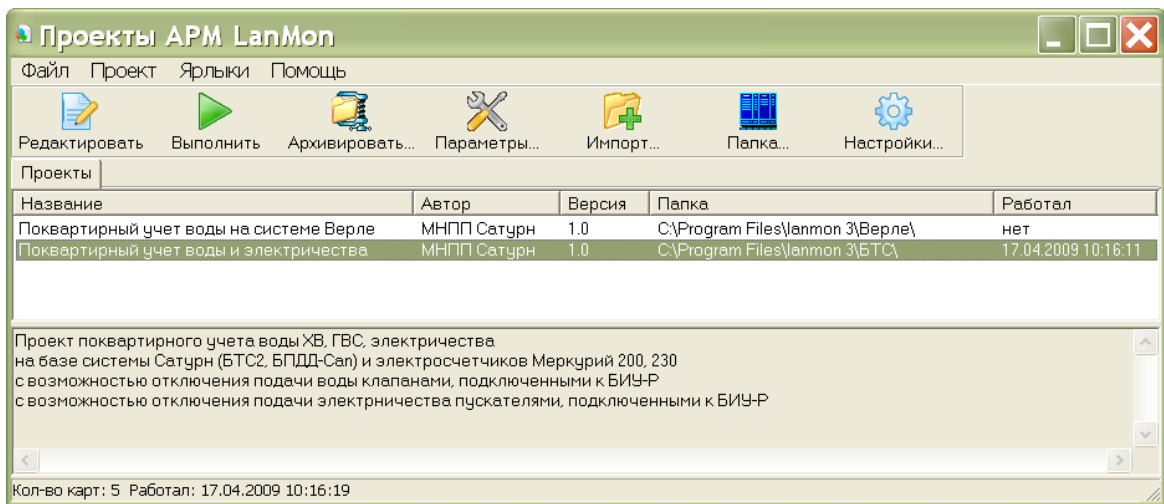 Проекты АРМ LanMon
Файл Проект Ярлыки Помощь
Редактировать Выполнить Архивировать... Параметры... Импорт... Папка... Настройки...
Проекты
Название Автор Версия Папка Работал
Поквартирный учет воды на системе Верле МНПП Сатурн 1.0 C:\Program Files\lanmon 3\Верле\ нет
Поквартирный учет воды и электричества МНПП Сатурн 1.0 C:\Program Files\lanmon 3\БТС\ 17.04.2009 10:16:11
Проект поквартирного учета воды ХВ, ГВС, электричества
на базе системы Сатурн (БТС2, БПДД-Can) и электросчетчиков Меркурий 200, 230
с возможностью отключения подачи воды клапанами, подключенными к БИУ-Р
с возможностью отключения подачи электрничества пускателями, подключенными к БИУ-Р
Кол-во карт: 5 Работал: 17.04.2009 10:16:19